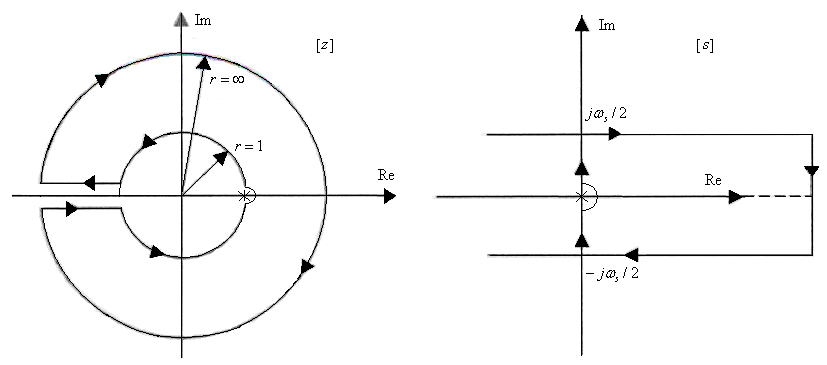 Im
[z]
r = ∞
r = 1
Re
Im
[s]
jω_s / 2
Re
− jω_s / 2